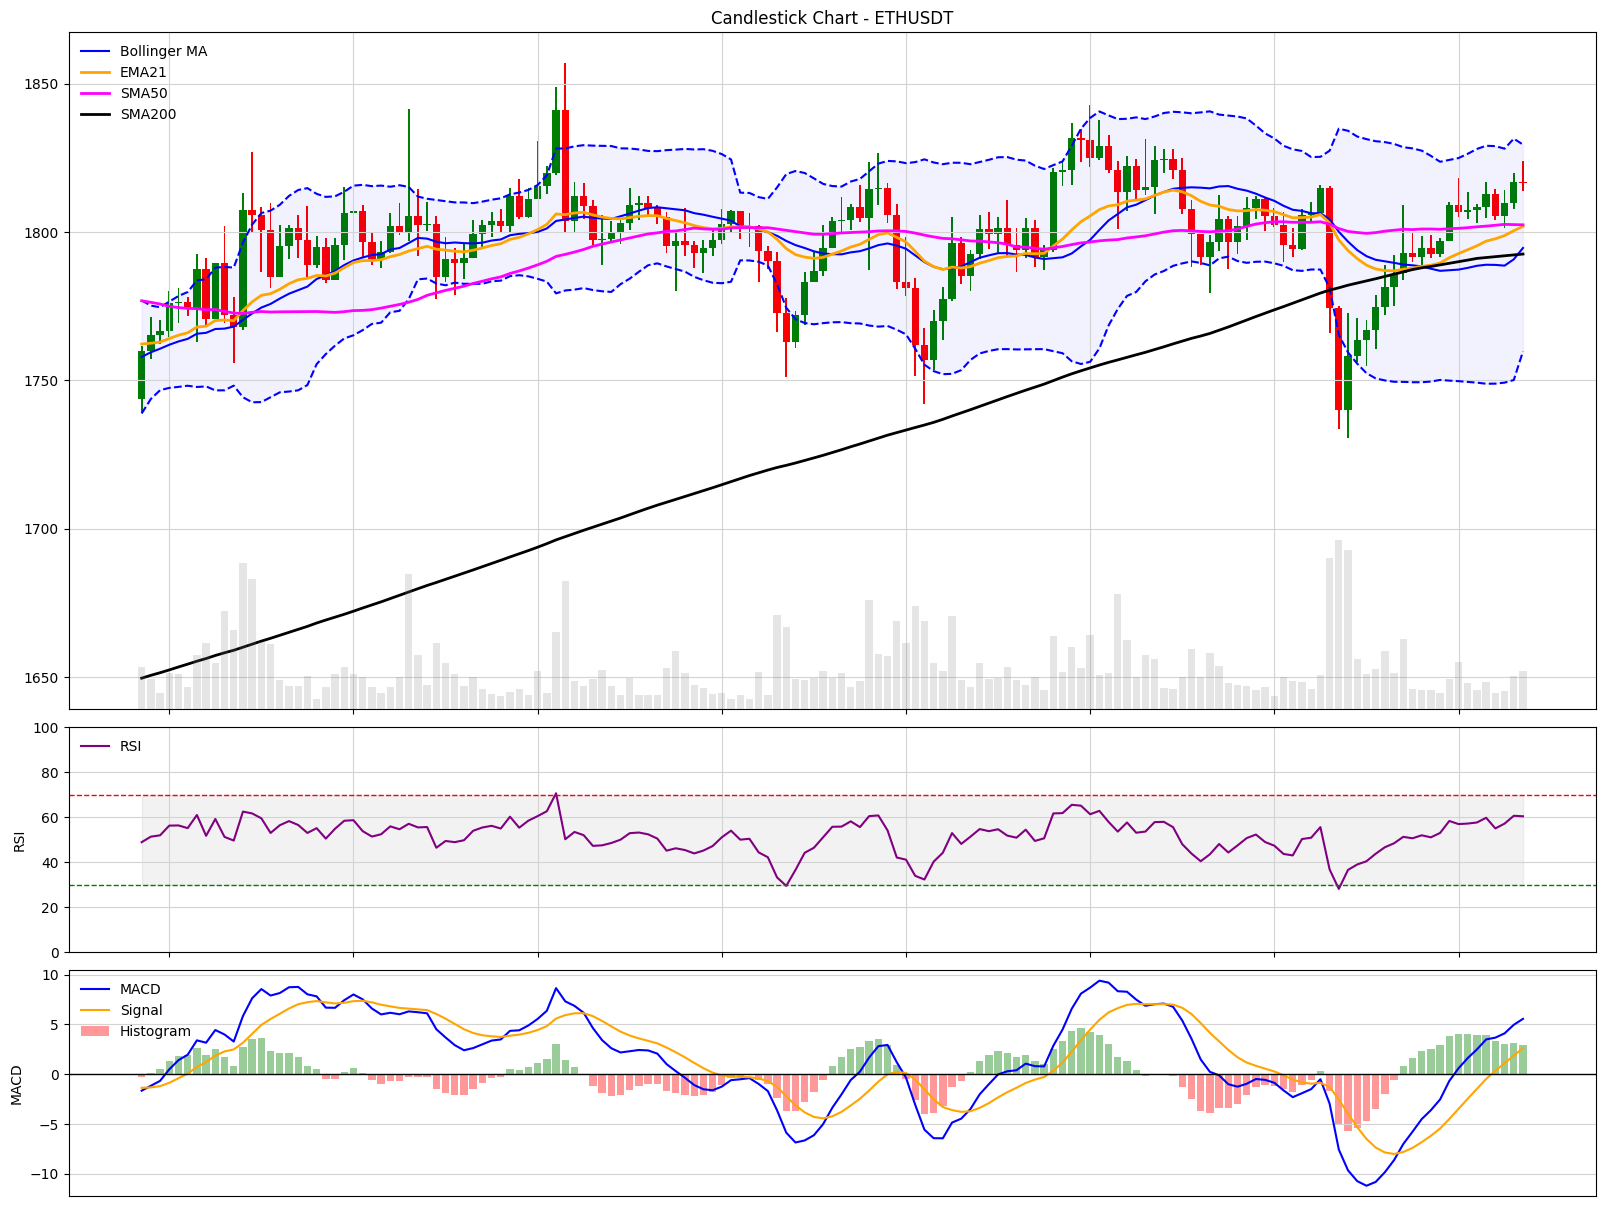 Candlestick Chart - ETHUSDT
Bollinger MA
EMA21
SMA50
SMA200
1850
1800
1750
1700
1650
RSI
100
80
60
40
20
0
RSI
MACD
Signal
Histogram
10
5
0
−5
−10
MACD